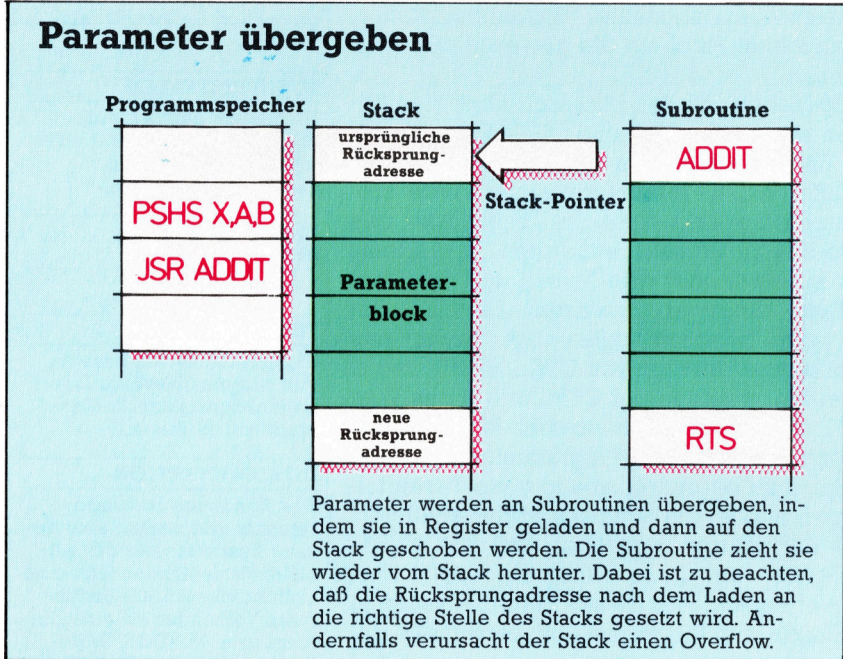 Parameter übergeben
Programmspeicher
Stack
Subroutine
ursprüngliche
Rücksprung-
adresse
ADDIT
Stack-Pointer
PSHS X,A,B
JSR ADDIT
Parameter-
block
neue
Rücksprung-
adresse
RTS
Parameter werden an Subroutinen übergeben, in-
dem sie in Register geladen und dann auf den
Stack geschoben werden. Die Subroutine zieht sie
wieder vom Stack herunter. Dabei ist zu beachten,
daß die Rücksprungadresse nach dem Laden an
die richtige Stelle des Stacks gesetzt wird. An-
dernfalls verursacht der Stack einen Overflow.